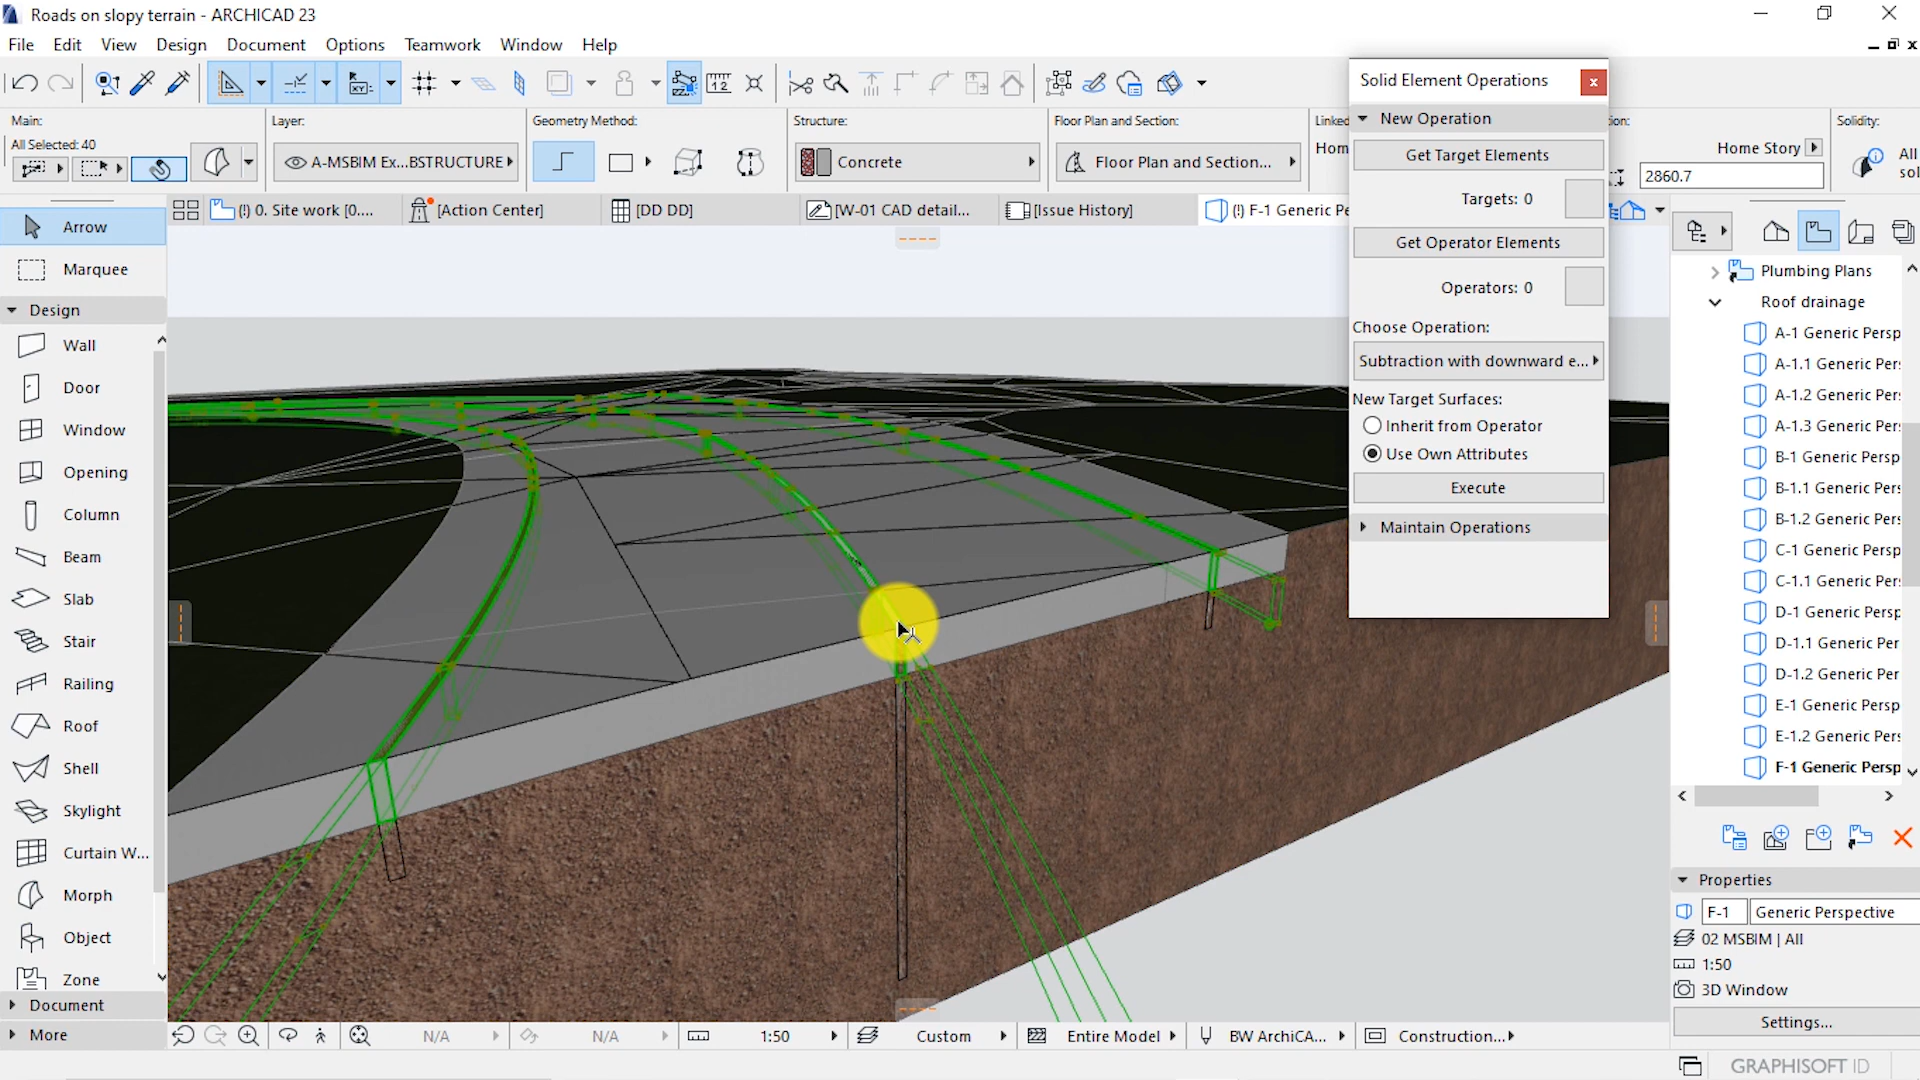 Roads on slopy terrain - ARCHICAD 23
File Edit View Design Document Options Teamwork Window Help
Main:
All Selected: 40
Layer:
A-MSBIM Ex...BSTRUCTURE
Geometry Method:
Structure:
Concrete
Floor Plan and Section:
Floor Plan and Section...
Linked
Hom
ion:
Home Story
2860.7
Solidity:
All
sol
(!) 0. Site work [0....
[Action Center]
[DD DD]
[W-01 CAD detail...
[Issue History]
(!) F-1 Generic Pe
Arrow
Marquee
Design
Wall
Door
Window
Opening
Column
Beam
Slab
Stair
Railing
Roof
Shell
Skylight
Curtain W...
Morph
Object
Zone
Document
More
Solid Element Operations
New Operation
Get Target Elements
Targets: 0
Get Operator Elements
Operators: 0
Choose Operation:
Subtraction with downward e...
New Target Surfaces:
Inherit from Operator
Use Own Attributes
Execute
Maintain Operations
Plumbing Plans
Roof drainage
A-1 Generic Persp
A-1.1 Generic Pers
A-1.2 Generic Pers
A-1.3 Generic Pers
B-1 Generic Persp
B-1.1 Generic Pers
B-1.2 Generic Pers
C-1 Generic Persp
C-1.1 Generic Pers
D-1 Generic Persp
D-1.1 Generic Per
D-1.2 Generic Per
E-1 Generic Persp
E-1.2 Generic Pers
F-1 Generic Persp
Properties
F-1 Generic Perspective
02 MSBIM | All
1:50
3D Window
Settings...
N/A
N/A
1:50
Custom
Entire Model
BW ArchiCA...
Construction...
GRAPHISOFT ID